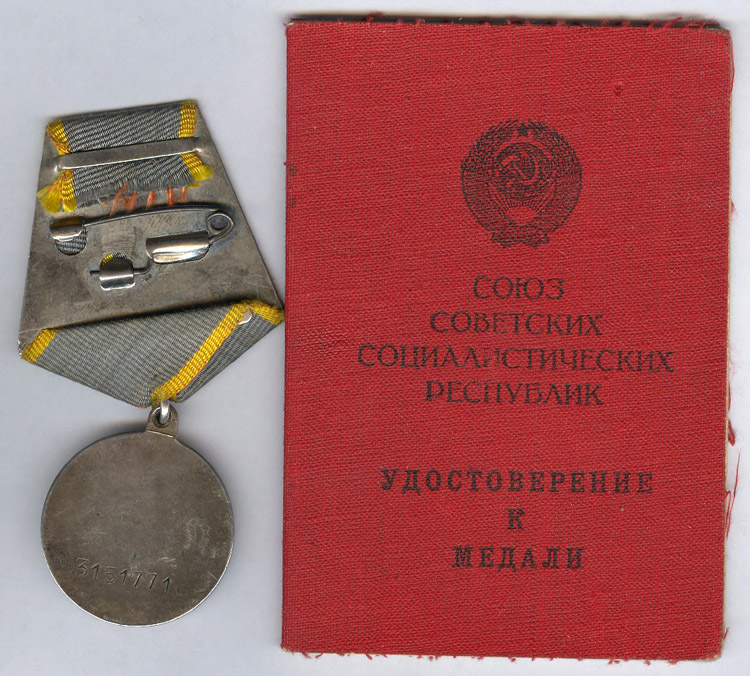 3151771
СОЮЗ
СОВЕТСКИХ
СОЦИАЛИСТИЧЕСКИХ
РЕСПУБЛИК
УДОСТОВЕРЕНИЕ
К
МЕДАЛИ